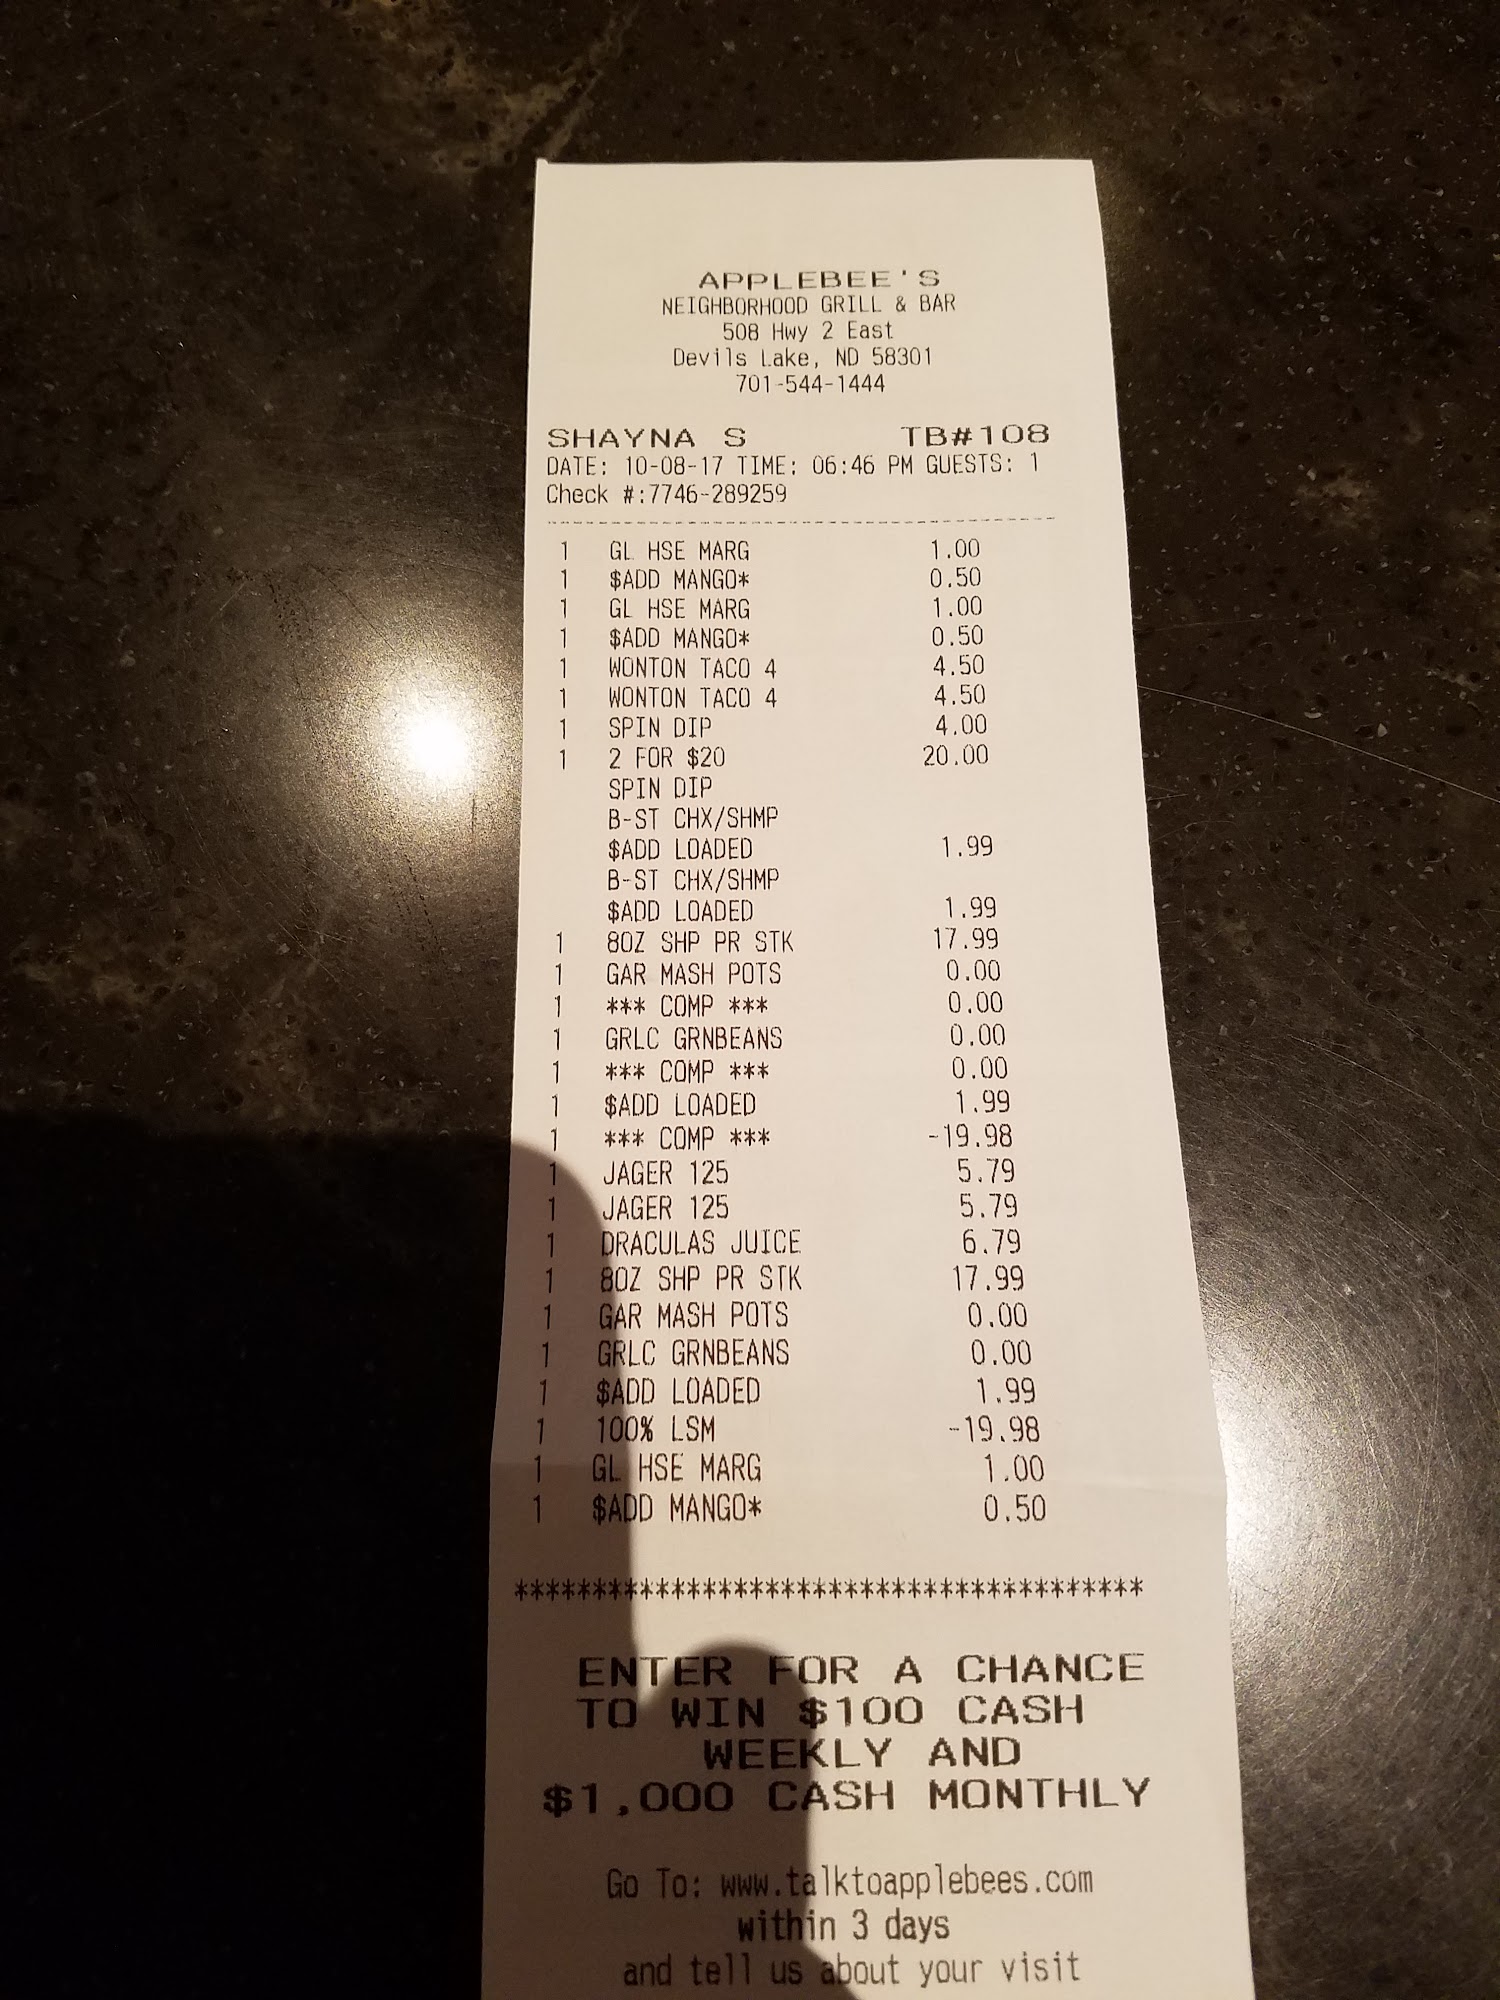 APPLEBEE'S
NEIGHBORHOOD GRILL & BAR
508 Hwy 2 East
Devils Lake, ND 58301
701-544-1444
SHAYNA S TB#108
DATE: 10-08-17 TIME: 06:46 PM GUESTS: 1
Check #:7746-289259
1 GL HSE MARG 1.00
1 $ADD MANGO* 0.50
1 GL HSE MARG 1.00
1 $ADD MANGO* 0.50
1 WONTON TACO 4 4.50
1 WONTON TACO 4 4.50
1 SPIN DIP 4.00
1 2 FOR $20 20.00
SPIN DIP
B-ST CHX/SHMP
$ADD LOADED 1.99
B-ST CHX/SHMP
$ADD LOADED 1.99
1 8OZ SHP PR STK 17.99
1 GAR MASH POTS 0.00
1 *** COMP *** 0.00
1 GRLC GRNBEANS 0.00
1 *** COMP *** 0.00
1 $ADD LOADED 1.99
1 *** COMP *** -19.98
1 JAGER 125 5.79
1 JAGER 125 5.79
1 DRACULAS JUICE 6.79
1 8OZ SHP PR STK 17.99
1 GAR MASH POTS 0.00
1 GRLC GRNBEANS 0.00
1 $ADD LOADED 1.99
1 100% LSM -19.98
1 GL HSE MARG 1.00
1 $ADD MANGO* 0.50
****************************************
ENTER FOR A CHANCE
TO WIN $100 CASH
WEEKLY AND
$1,000 CASH MONTHLY
Go To: www.talktoapplebees.com
within 3 days
and tell us about your visit